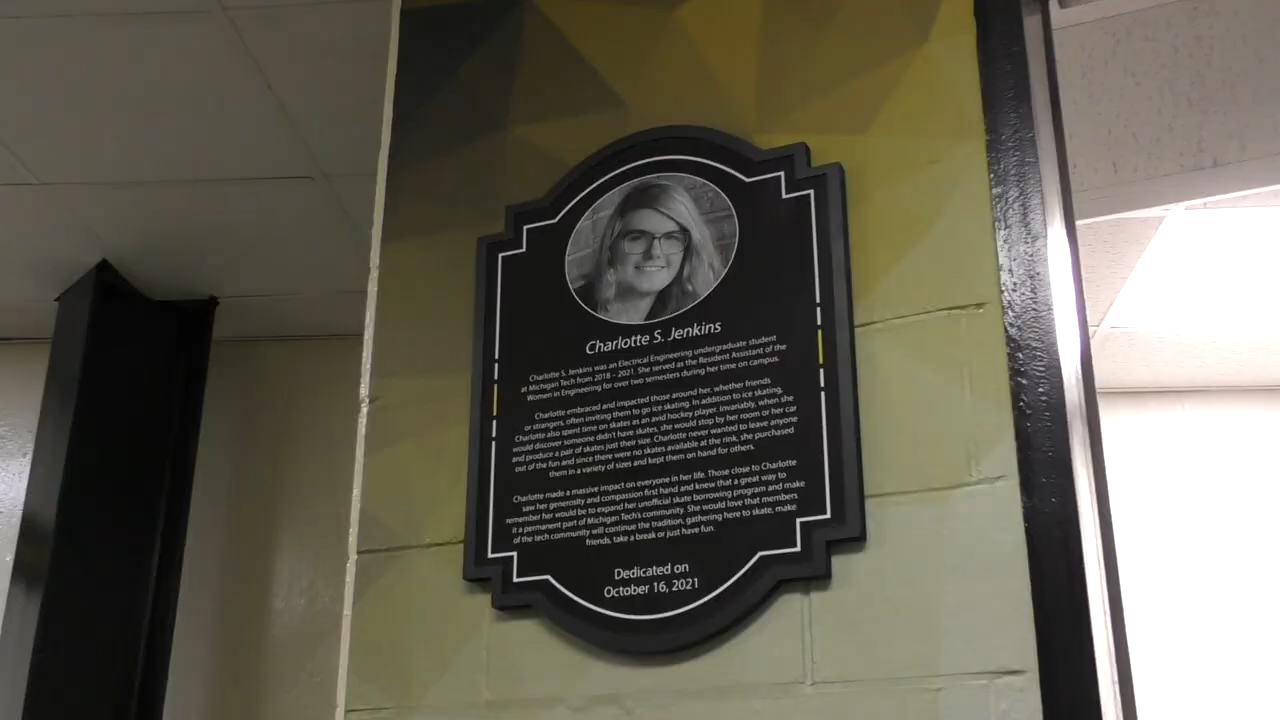 Charlotte S. Jenkins
Charlotte S. Jenkins was an Electrical Engineering undergraduate student
at Michigan Tech from 2018 – 2021. She served as the Resident Assistant of the
Women in Engineering for over two semesters during her time on campus.
Charlotte embraced and impacted those around her, whether friends
or strangers, often inviting them to go ice skating. In addition to ice skating,
Charlotte also spent time on skates as an avid hockey player. Invariably, when she
would discover someone didn't have skates, she would stop by her room or her car
and produce a pair of skates just their size. Charlotte never wanted to leave anyone
out of the fun and since there were no skates available at the rink, she purchased
them in a variety of sizes and kept them on hand for others.
Charlotte made a massive impact on everyone in her life. Those close to Charlotte
saw her generosity and compassion first hand and knew that a great way to
remember her would be to expand her unofficial skate borrowing program and make
it a permanent part of Michigan Tech's community. She would love that members
of the tech community will continue the tradition, gathering here to skate, make
friends, take a break or just have fun.
Dedicated on
October 16, 2021